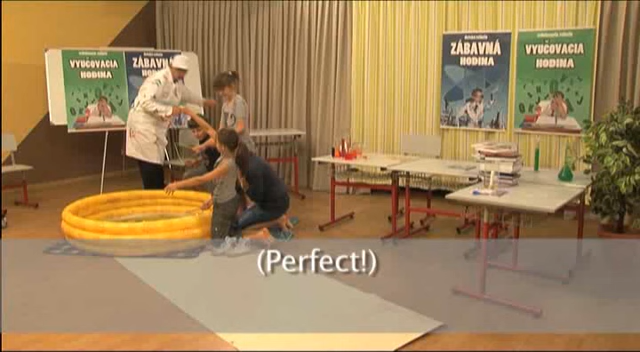 VYUČOVACIA
HODINA
ZÁBAVNÁ
HODINA
ZÁBAVNÁ
HODINA
VYUČOVACIA
HODINA
(Perfect!)